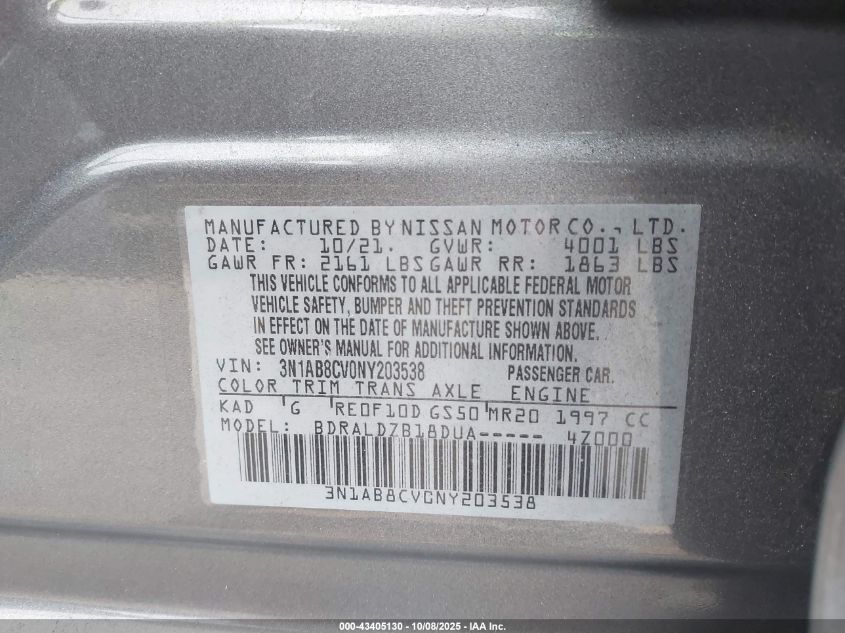 MANUFACTURED BY NISSAN MOTOR CO., LTD.
DATE: 10/21. GVWR: 4001 LBS
GAWR FR: 2161 LBS GAWR RR: 1863 LBS
THIS VEHICLE CONFORMS TO ALL APPLICABLE FEDERAL MOTOR
VEHICLE SAFETY, BUMPER AND THEFT PREVENTION STANDARDS
IN EFFECT ON THE DATE OF MANUFACTURE SHOWN ABOVE.
SEE OWNER'S MANUAL FOR ADDITIONAL INFORMATION.
VIN: 3N1AB8CV0NY203538 PASSENGER CAR.
COLOR TRIM TRANS AXLE ENGINE
KAD G RE0F10D GS50 MR20 1997 CC
MODEL: BDRALDZB18DUA----- 4Z000
3N1AB8CV0NY203538
000-43405130 - 10/08/2025 - IAA Inc.